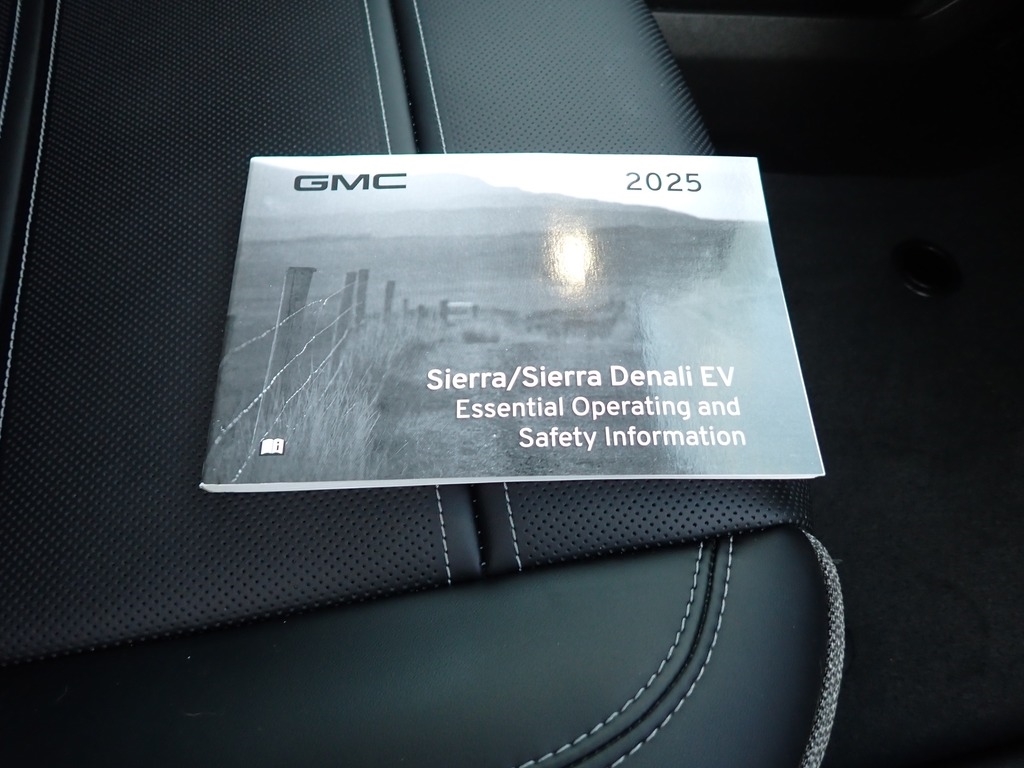 GMC 2025
Sierra/Sierra Denali EV
Essential Operating and
Safety Information